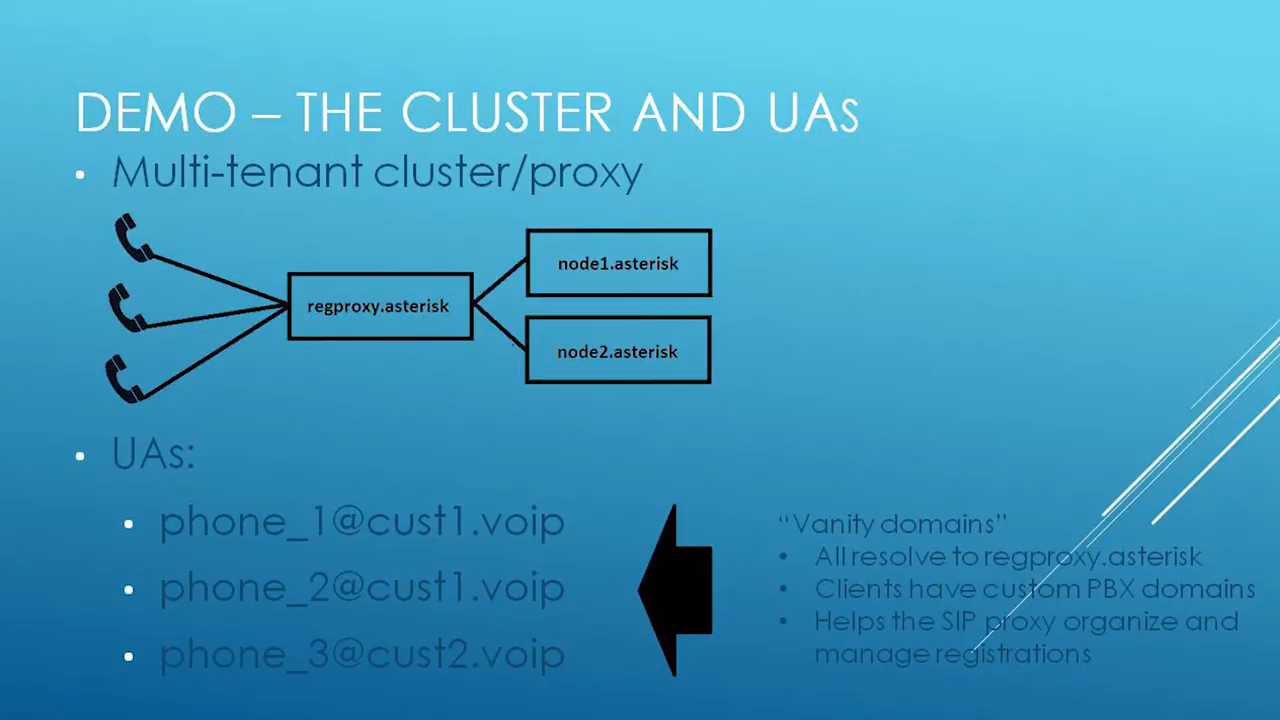 DEMO – THE CLUSTER AND UAs
• Multi-tenant cluster/proxy
node1.asterisk
regproxy.asterisk
node2.asterisk
• UAs:
• phone_1@cust1.voip
• phone_2@cust1.voip
• phone_3@cust2.voip
“Vanity domains”
• All resolve to regproxy.asterisk
• Clients have custom PBX domains
• Helps the SIP proxy organize and
manage registrations